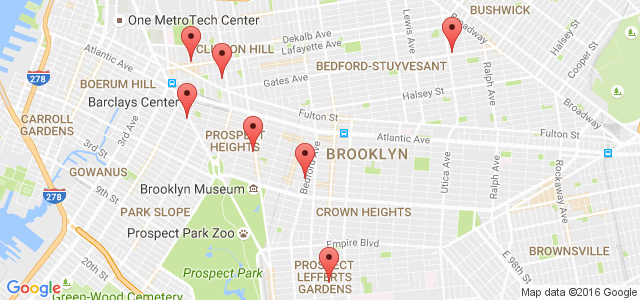 One MetroTech Center
Atlantic Ave
278
BOERUM HILL
Barclays Center
CARROLL
GARDENS
3rd Ave
GOWANUS
9th St
278
PARK SLOPE
Prospect Park Zoo
20th St
Prospect Park
Green-Wood Cemetery
Google
Dekalb Ave
Lafayette Ave
CLINTON HILL
Gates Ave
BEDFORD-STUYVESANT
Halsey St
Fulton St
Atlantic Ave
PROSPECT
HEIGHTS
Brooklyn Museum
Bedford Ave
BROOKLYN
CROWN HEIGHTS
Empire Blvd
PROSPECT
LEFFERTS
GARDENS
Utica Ave
Lewis Ave
BUSHWICK
Broadway
Halsey St
Cooper St
Ralph Ave
Broadway
Fulton St
Ralph Ave
Rockaway Ave
BROWNSVILLE
E 98th St
Map data ©2016 Google